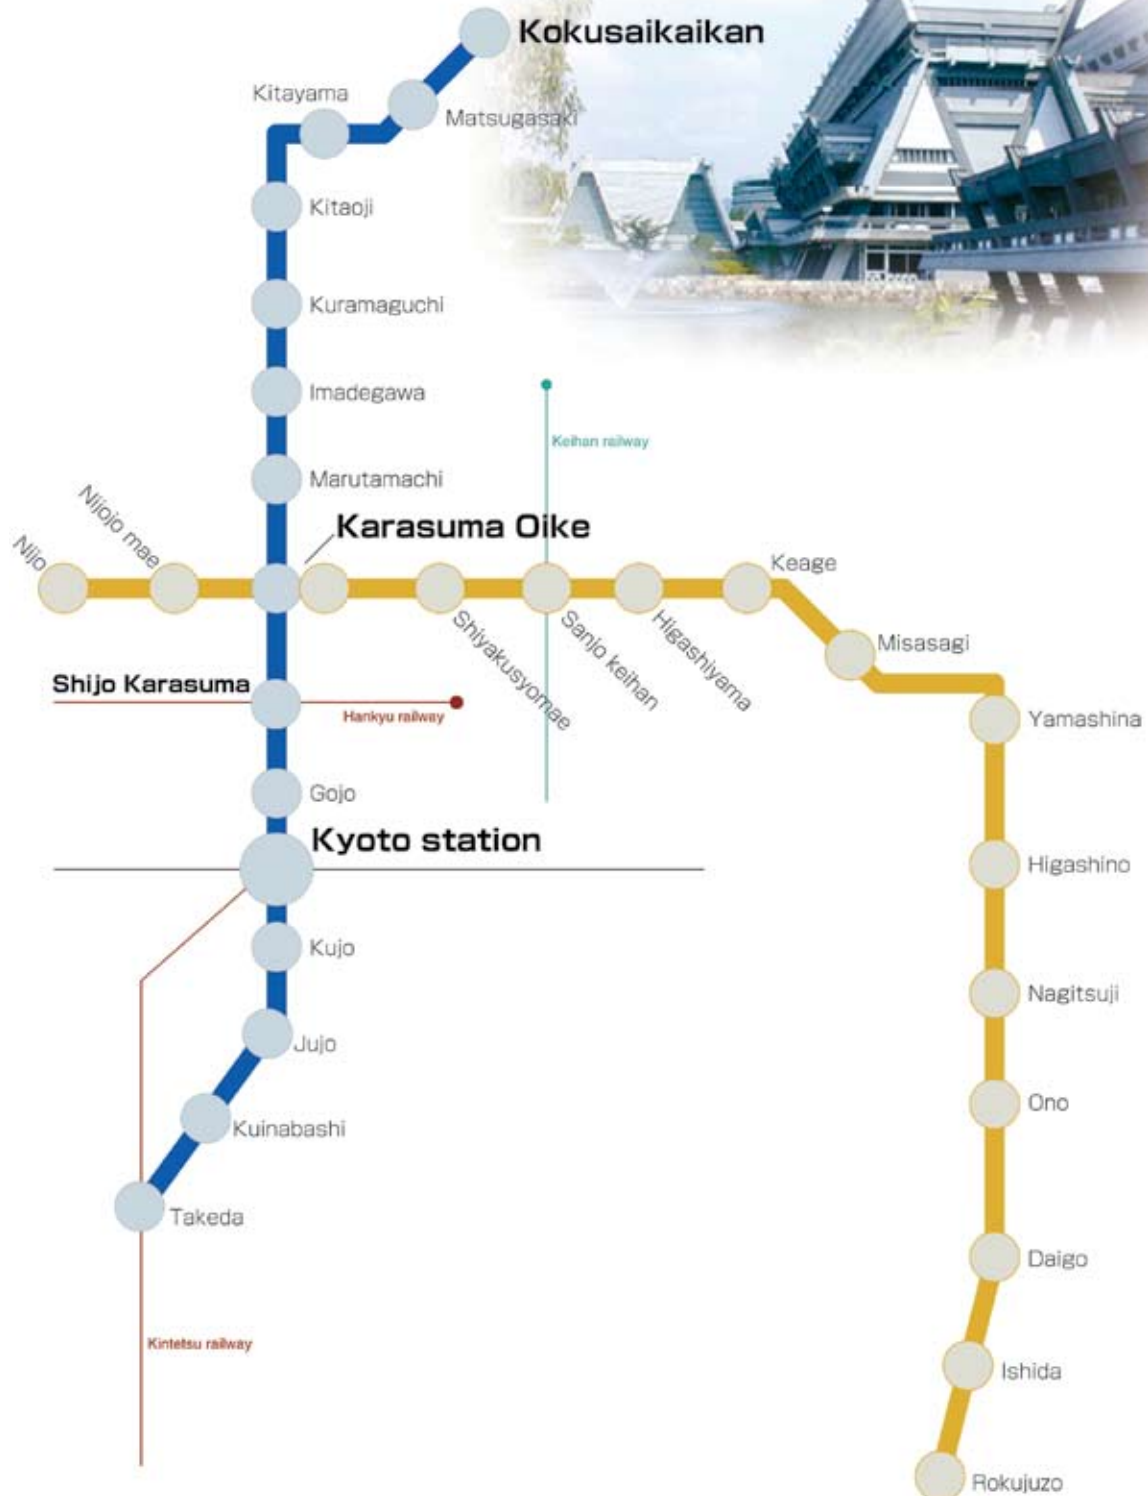 Kokusaikaikan
Kitayama
Matsugasaki
Kitaoji
Kuramaguchi
Imadegawa
Keihan railway
Marutamachi
Nijojo mae
Karasuma Oike
Nijo
Keage
Shiyakusyomae
Sanjo keihan
Higashiyama
Misasagi
Shijo Karasuma
Hankyu railway
Yamashina
Gojo
Kyoto station
Higashino
Kujo
Nagitsuji
Jujo
Ono
Kuinabashi
Takeda
Daigo
Kintetsu railway
Ishida
Rokujuzo